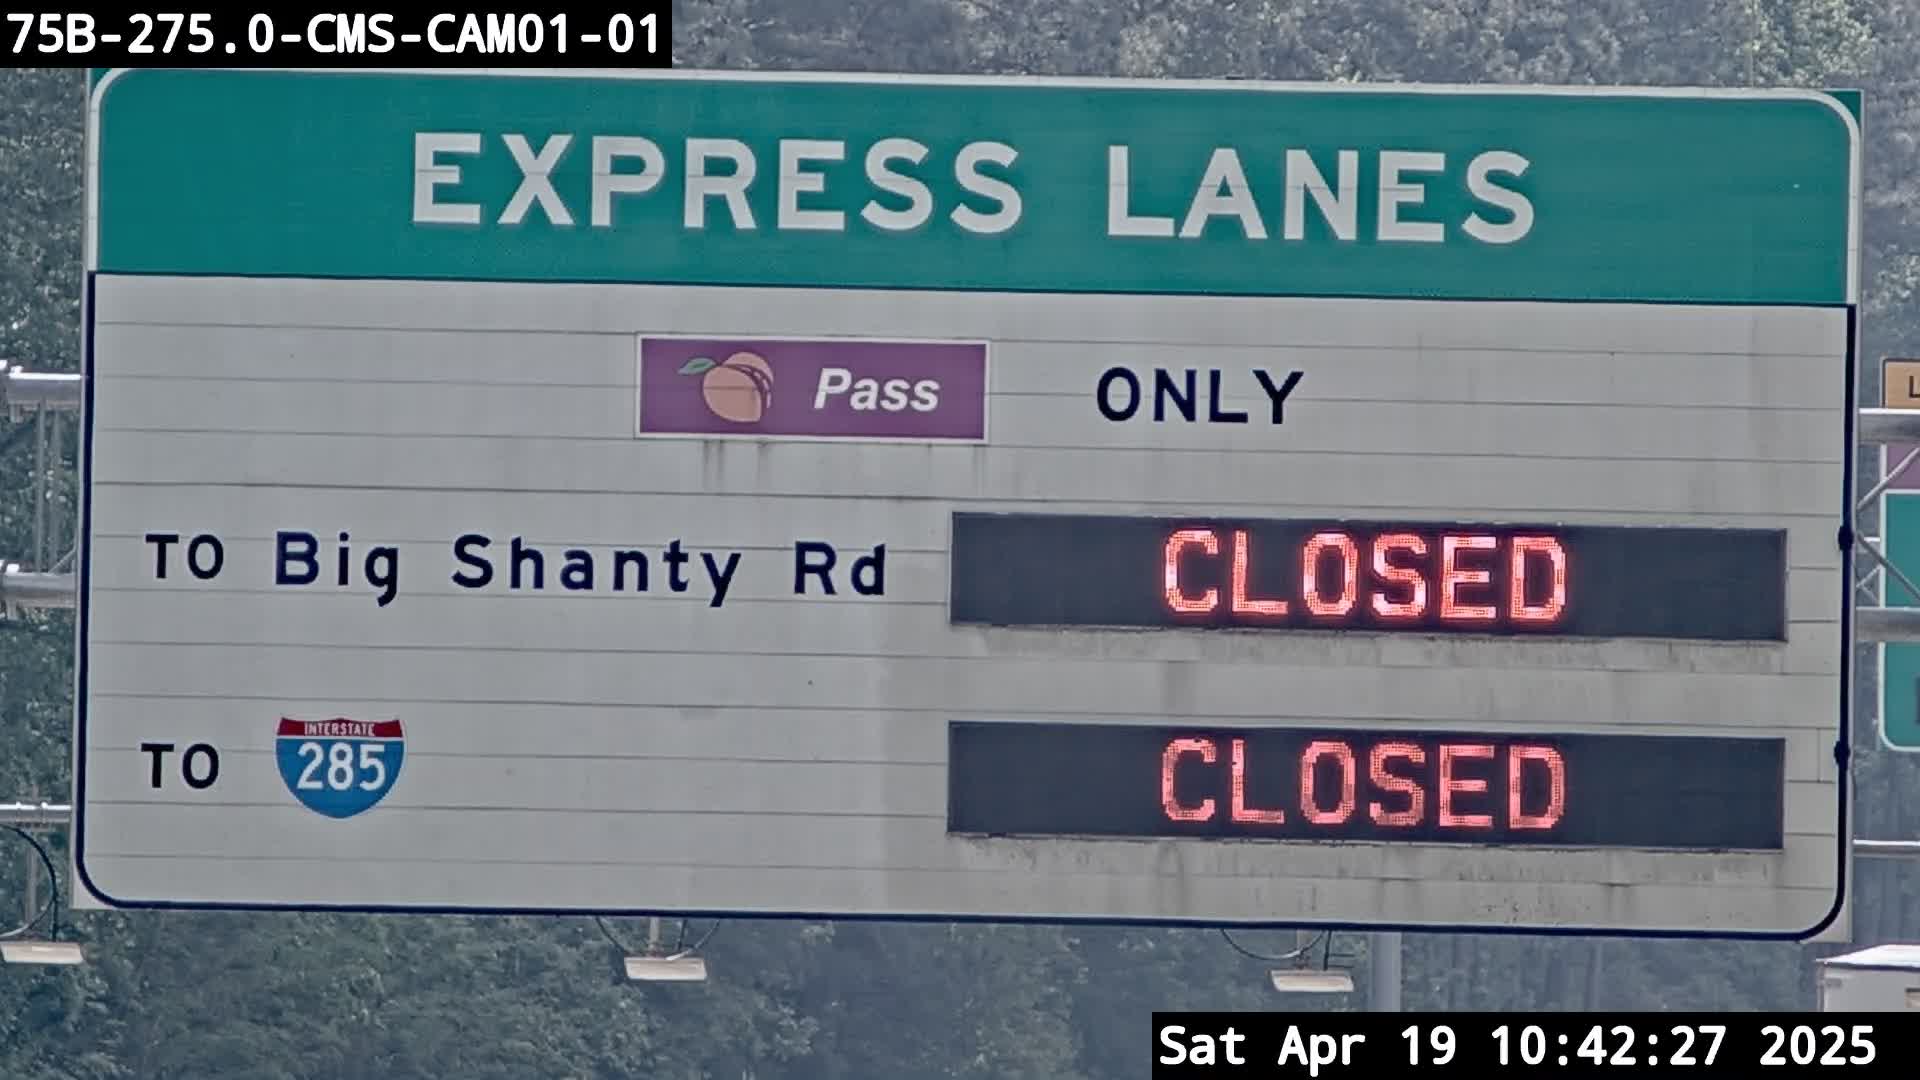 75B-275.0-CMS-CAM01-01
EXPRESS LANES
Pass ONLY
TO Big Shanty Rd CLOSED
TO INTERSTATE 285 CLOSED
Sat Apr 19 10:42:27 2025